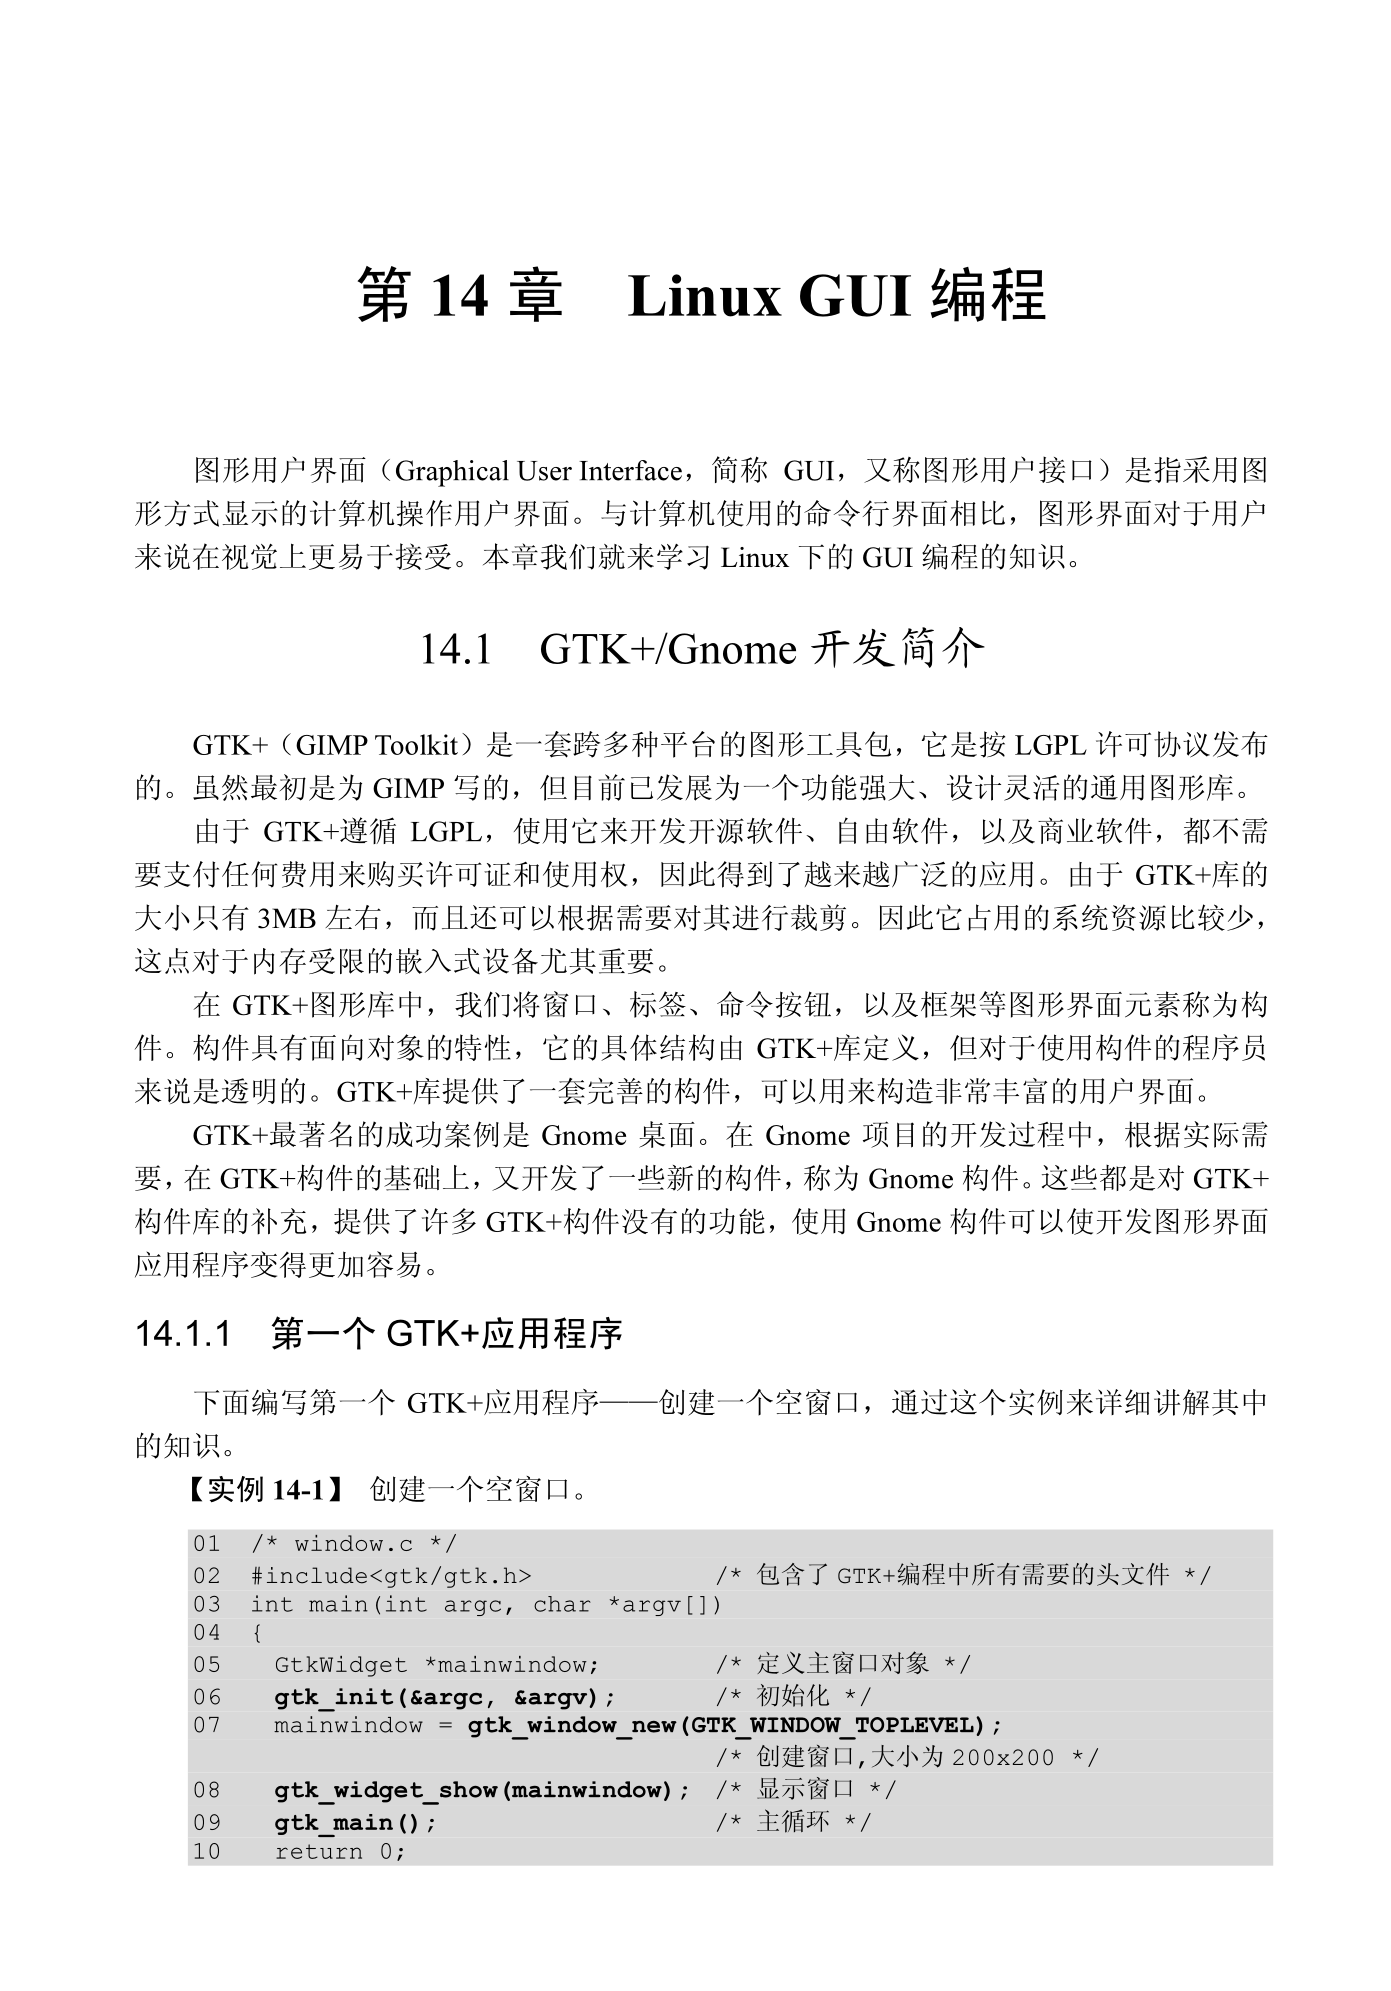 第 14 章　Linux GUI 编程
图形用户界面（Graphical User Interface，简称 GUI，又称图形用户接口）是指采用图
形方式显示的计算机操作用户界面。与计算机使用的命令行界面相比，图形界面对于用户
来说在视觉上更易于接受。本章我们就来学习 Linux 下的 GUI 编程的知识。
14.1　GTK+/Gnome 开发简介
GTK+（GIMP Toolkit）是一套跨多种平台的图形工具包，它是按 LGPL 许可协议发布
的。虽然最初是为 GIMP 写的，但目前已发展为一个功能强大、设计灵活的通用图形库。
由于 GTK+遵循 LGPL，使用它来开发开源软件、自由软件，以及商业软件，都不需
要支付任何费用来购买许可证和使用权，因此得到了越来越广泛的应用。由于 GTK+库的
大小只有 3MB 左右，而且还可以根据需要对其进行裁剪。因此它占用的系统资源比较少，
这点对于内存受限的嵌入式设备尤其重要。
在 GTK+图形库中，我们将窗口、标签、命令按钮，以及框架等图形界面元素称为构
件。构件具有面向对象的特性，它的具体结构由 GTK+库定义，但对于使用构件的程序员
来说是透明的。GTK+库提供了一套完善的构件，可以用来构造非常丰富的用户界面。
GTK+最著名的成功案例是 Gnome 桌面。在 Gnome 项目的开发过程中，根据实际需
要，在 GTK+构件的基础上，又开发了一些新的构件，称为 Gnome 构件。这些都是对 GTK+
构件库的补充，提供了许多 GTK+构件没有的功能，使用 Gnome 构件可以使开发图形界面
应用程序变得更加容易。
14.1.1　第一个 GTK+应用程序
下面编写第一个 GTK+应用程序——创建一个空窗口，通过这个实例来详细讲解其中
的知识。
【实例 14-1】 创建一个空窗口。
01 /* window.c */
02 #include<gtk/gtk.h> /* 包含了 GTK+编程中所有需要的头文件 */
03 int main(int argc, char *argv[])
04 {
05 GtkWidget *mainwindow; /* 定义主窗口对象 */
06 gtk_init(&argc, &argv); /* 初始化 */
07 mainwindow = gtk_window_new(GTK_WINDOW_TOPLEVEL);
/* 创建窗口,大小为 200x200 */
08 gtk_widget_show(mainwindow); /* 显示窗口 */
09 gtk_main(); /* 主循环 */
10 return 0;